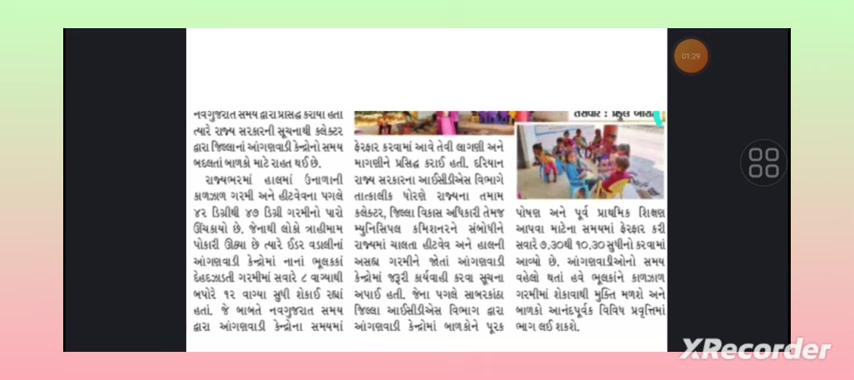 01:29
નવગુજરાત સમય દ્વારા પ્રસિદ્ધ કરાયો હતો
ત્યારે રાજ્ય સરકારની સૂચનાથી કલેક્ટર
દ્વારા જિલ્લાનાં આંગણવાડી કેન્દ્રોનો સમય
બદલતાં બાળકો માટે રાહત થઈ છે.
રાજ્યભરમાં હાલમાં ઉનાળાની
કાળઝાળ ગરમી અને હીટવેવના પગલે
૪૨ ડિગ્રીથી ૪૭ ડિગ્રી ગરમીનો પારો
ઊંચકાયો છે. જેનાથી લોકો ત્રાહીમામ
પોકારી ઊઠ્યા છે ત્યારે ઈડર વડાલીનાં
આંગણવાડી કેન્દ્રોમાં નાનાં ભૂલકકાં
દેહદઝાડતી ગરમીમાં સવારે ૮ વાગ્યાથી
બપોરે ૧૨ વાગ્યા સુધી શેકાઈ રહ્યાં
હતાં. જે બાબતે નવગુજરાત સમય
દ્વારા આંગણવાડી કેન્દ્રોના સમયમાં
ફેરફાર કરવામાં આવે તેવી લાગણી અને
માગણીને પ્રસિદ્ધ કરાઈ હતી. દરિયાન
રાજ્ય સરકારના આઈસીડીએસ વિભાગે
તાત્કાલીક ધોરણે રાજ્યના તમામ
કલેક્ટર, જિલ્લા વિકાસ અધિકારી તેમજ
મ્યુનિસિપલ કમિશનરને સંબોધીને
રાજ્યમાં ચાલતા હીટવેવ અને હાલની
અસહ્ય ગરમીને જોતાં આંગણવાડી
કેન્દ્રોમાં જરૂરી કાર્યવાહી કરવા સૂચના
અપાઈ હતી. જેના પગલે સાબરકાંઠા
જિલ્લા આઈસીડીએસ વિભાગ દ્વારા
આંગણવાડી કેન્દ્રોમાં બાળકોને પૂરક
પોષણ અને પૂર્વ પ્રાથમિક શિક્ષણ
આપવા માટેના સમયમાં ફેરફાર કરી
સવારે ૭.૩૦થી ૧૦.૩૦ સુધીનો કરવામાં
આવ્યો છે. આંગણવાડીઓનો સમય
વહેલો થતાં હવે ભૂલકાંને કાળઝાળ
ગરમીમાં શેકાવાથી મુક્તિ મળશે અને
બાળકો આનંદપૂર્વક વિવિધ પ્રવૃત્તિમાં
ભાગ લઈ શકશે.
XRecorder